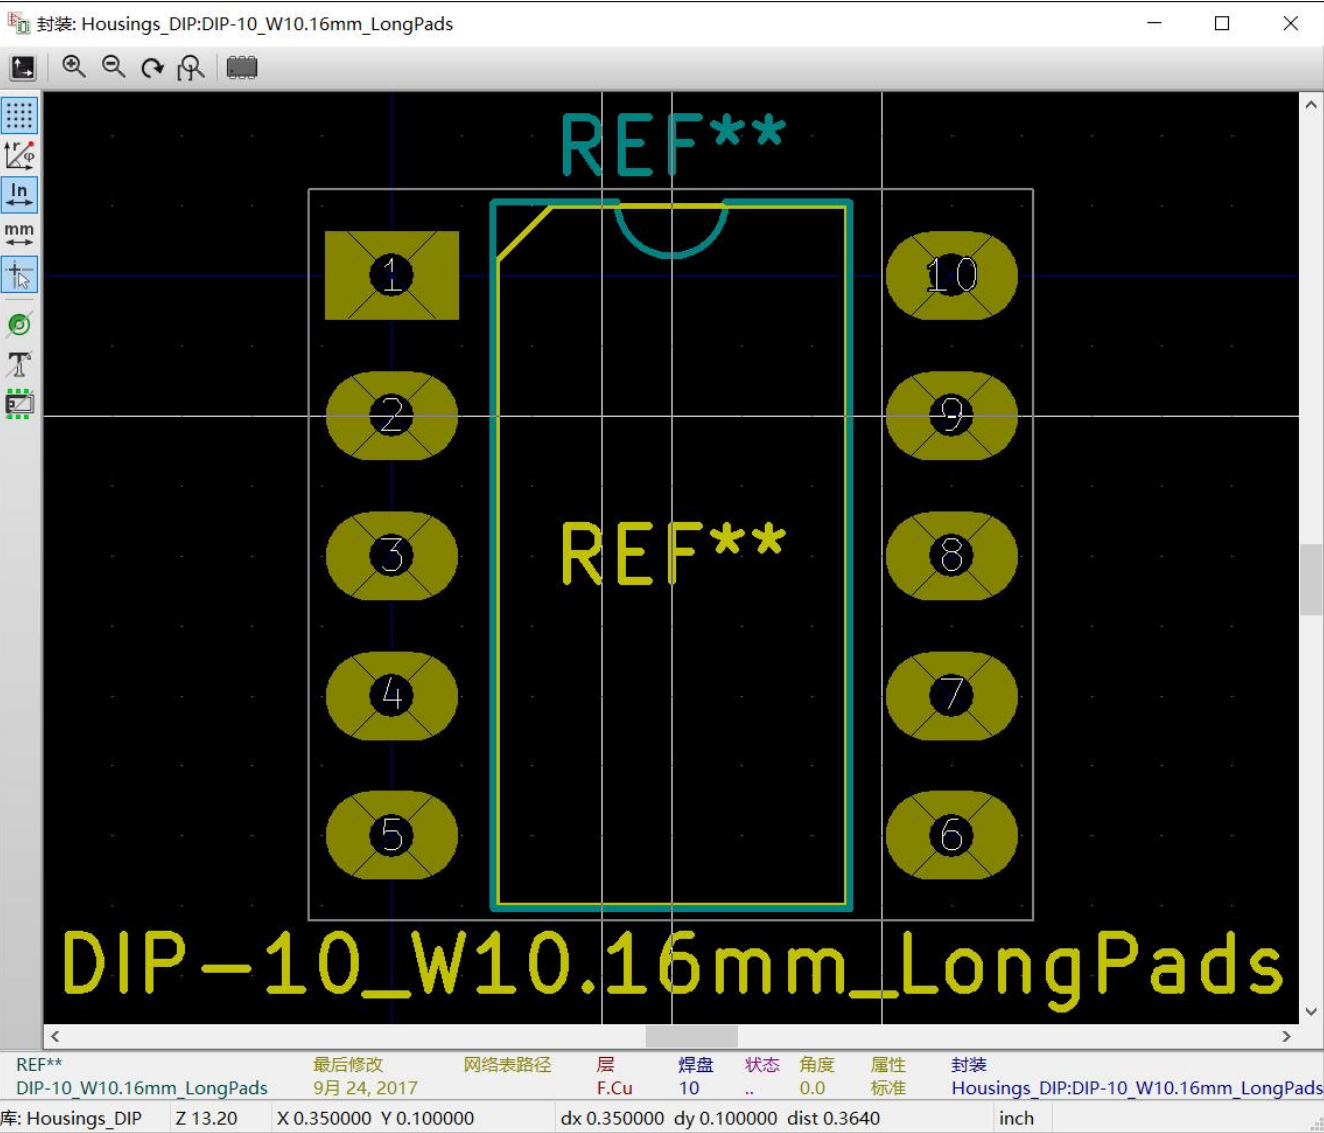 封装: Housings_DIP:DIP-10_W10.16mm_LongPads
In
mm
REF**
1 10
2 9
3 8
REF**
4 7
5 6
DIP-10_W10.16mm_LongPads
REF** 最后修改 网络表路径 层 焊盘 状态 角度 属性 封装
DIP-10_W10.16mm_LongPads 9月 24, 2017 F.Cu 10 .. 0.0 标准 Housings_DIP:DIP-10_W10.16mm_LongPads
库: Housings_DIP Z 13.20 X 0.350000 Y 0.100000 dx 0.350000 dy 0.100000 dist 0.3640 inch